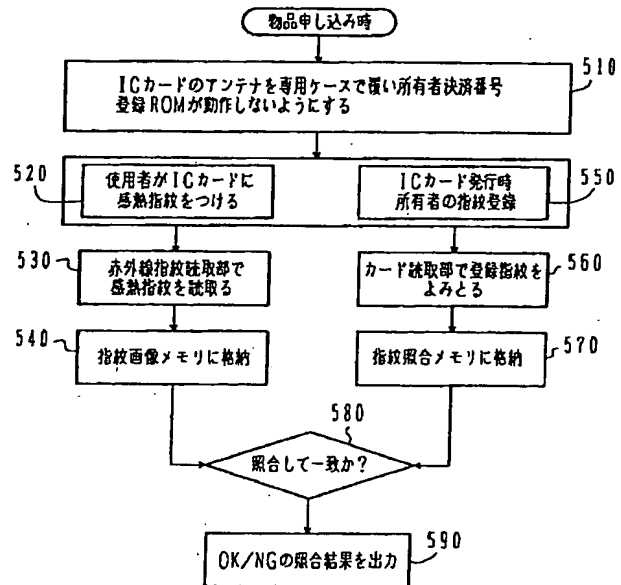 物品申し込み時
ICカードのアンテナを専用ケースで覆い所有者決済番号
登録ROMが動作しないようにする
510
520
使用者がICカードに
感熱指紋をつける
ICカード発行時
所有者の指紋登録
550
530
赤外線指紋読取部で
感熱指紋を読取る
カード読取部で登録指紋を
よみとる
560
540
指紋画像メモリに格納
指紋照合メモリに格納
570
580
照合して一致か?
OK/NGの照合結果を出力
590